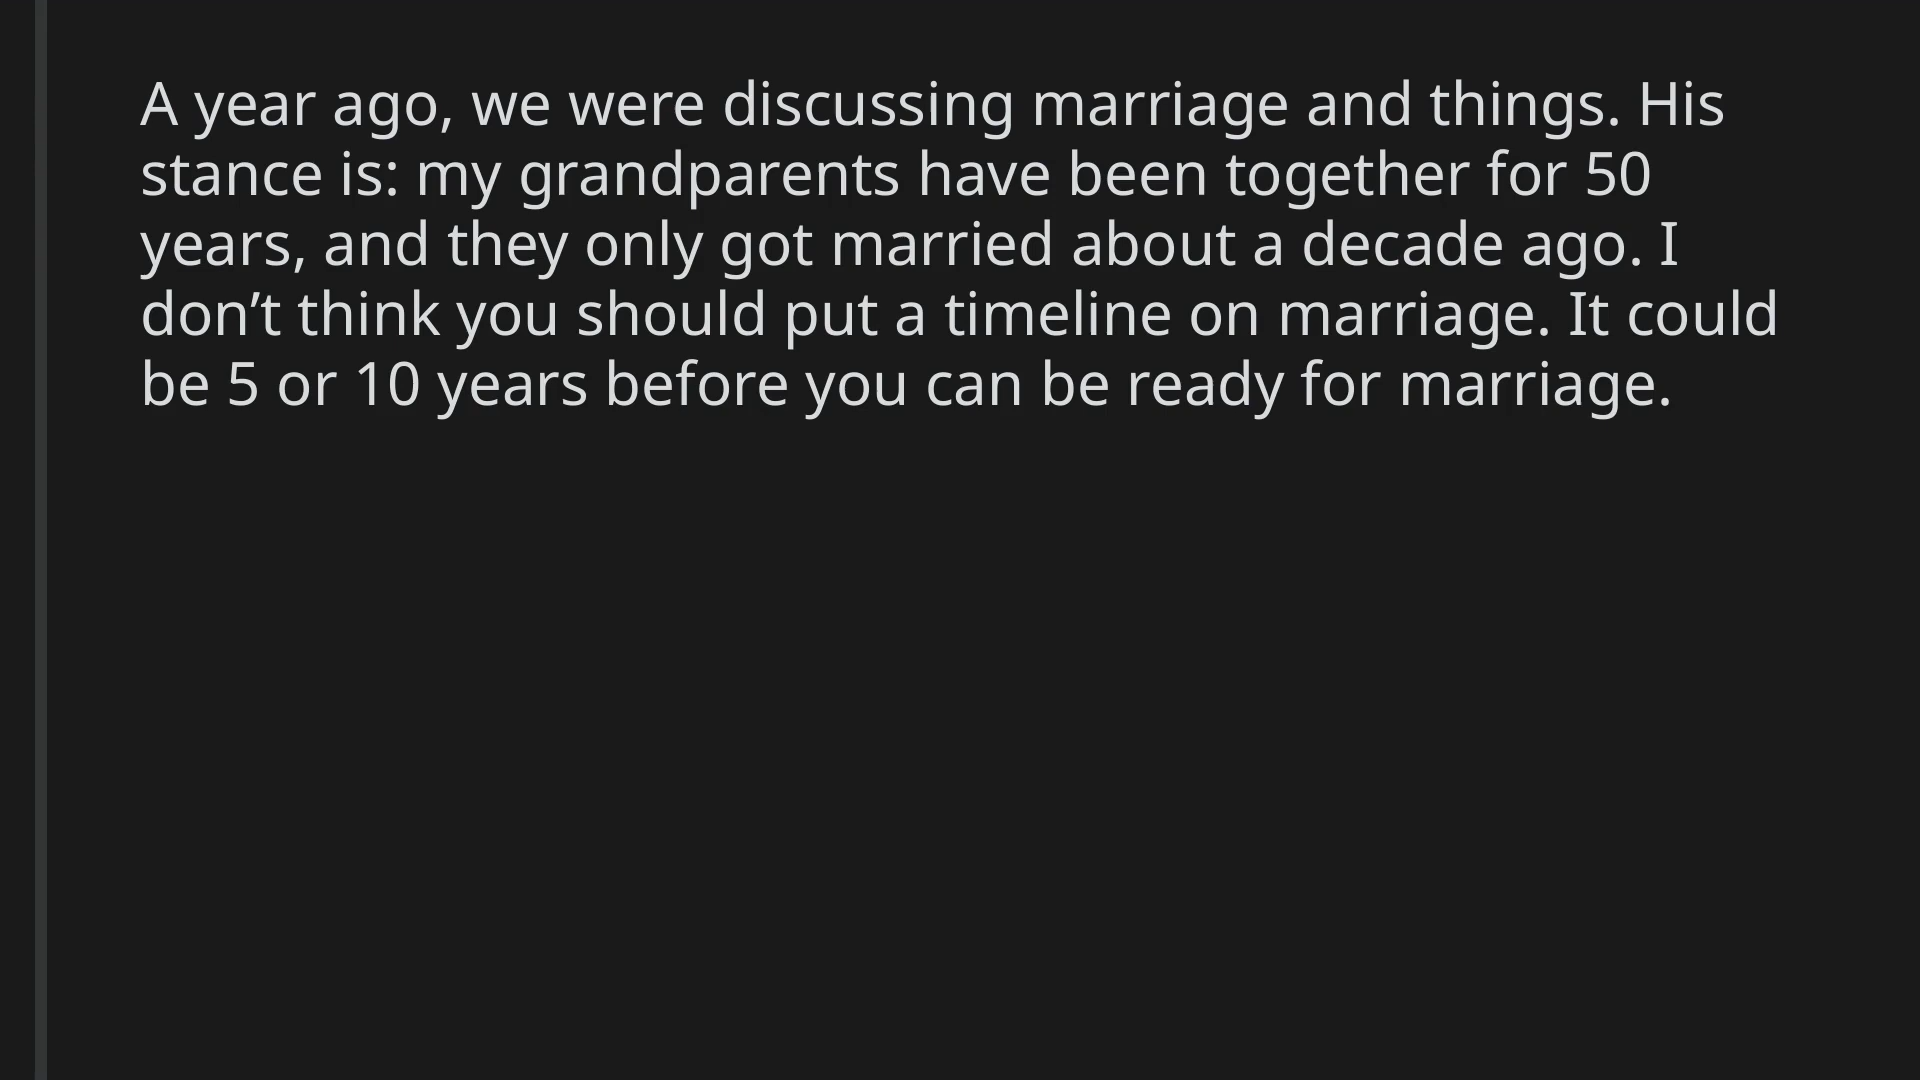 A year ago, we were discussing marriage and things. His
stance is: my grandparents have been together for 50
years, and they only got married about a decade ago. I
don’t think you should put a timeline on marriage. It could
be 5 or 10 years before you can be ready for marriage.